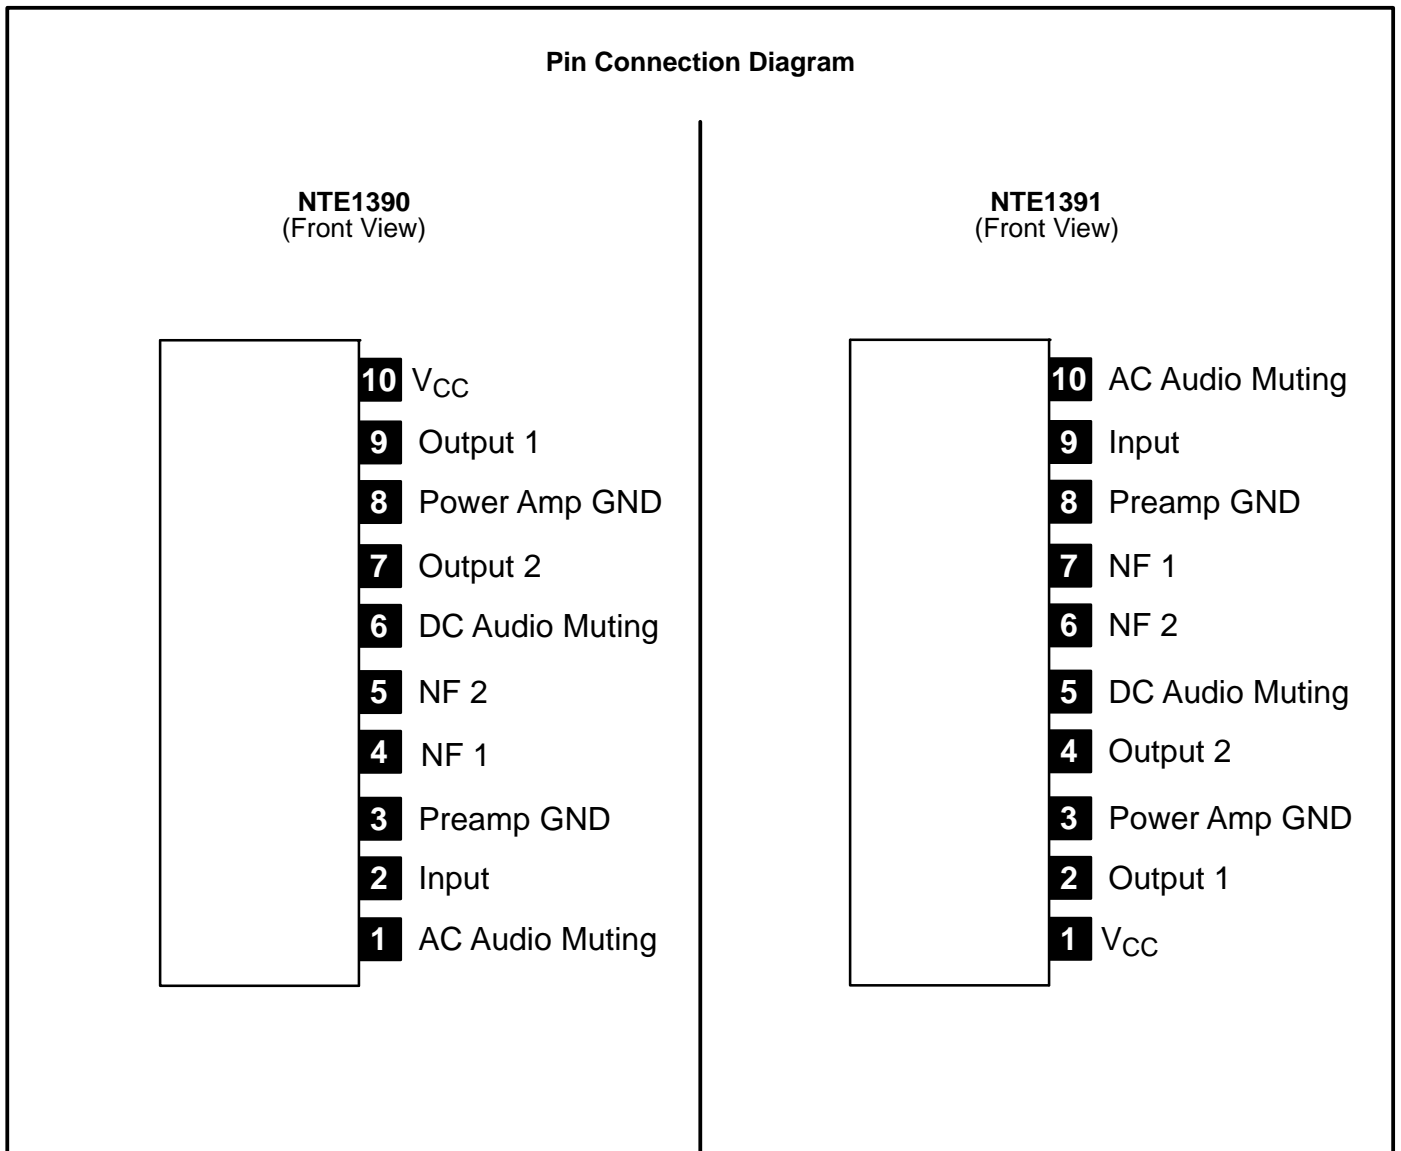 Pin Connection Diagram
NTE1390
(Front View)
10 VCC
9 Output 1
8 Power Amp GND
7 Output 2
6 DC Audio Muting
5 NF 2
4 NF 1
3 Preamp GND
2 Input
1 AC Audio Muting
NTE1391
(Front View)
10 AC Audio Muting
9 Input
8 Preamp GND
7 NF 1
6 NF 2
5 DC Audio Muting
4 Output 2
3 Power Amp GND
2 Output 1
1 VCC